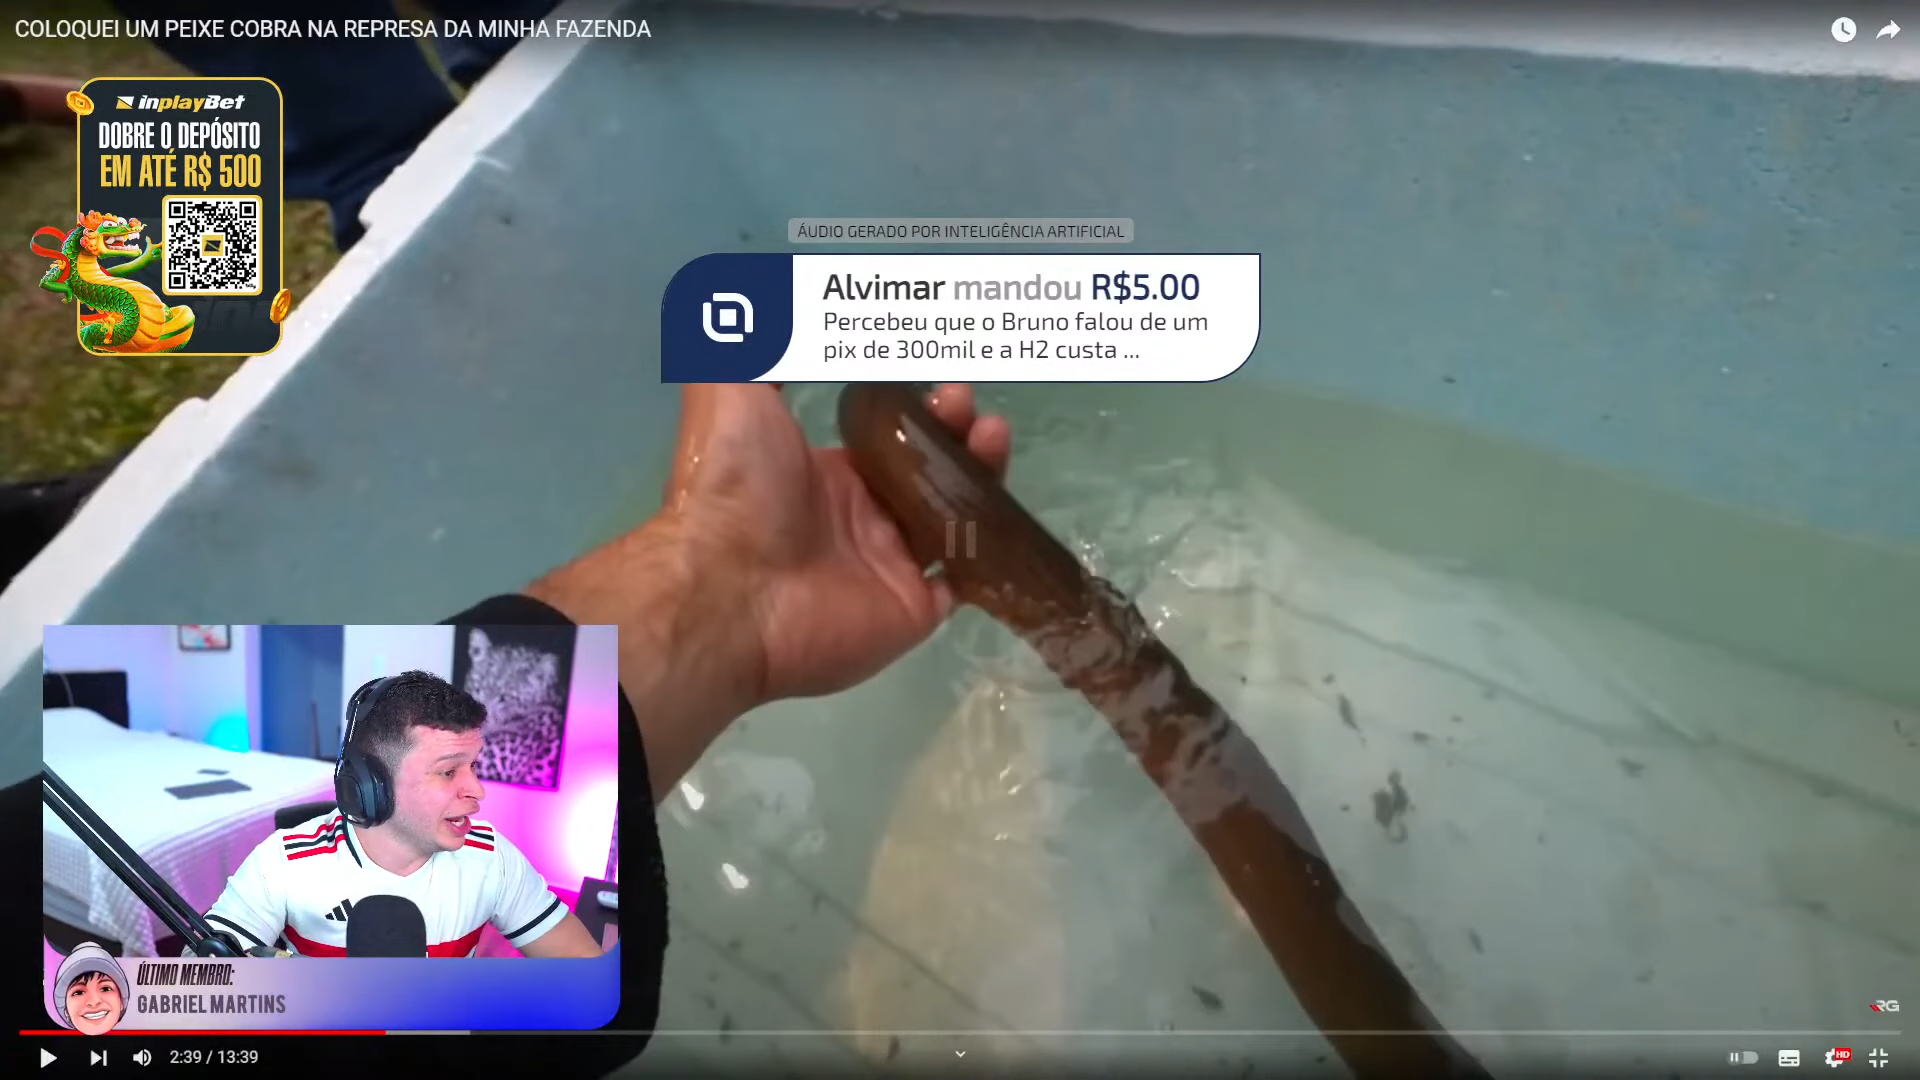 COLOQUEI UM PEIXE COBRA NA REPRESA DA MINHA FAZENDA
inplayBet
DOBRE O DEPÓSITO
EM ATÉ R$ 500
ÁUDIO GERADO POR INTELIGÊNCIA ARTIFICIAL
Alvimar mandou R$5.00
Percebeu que o Bruno falou de um
pix de 300mil e a H2 custa ...
ÚLTIMO MEMBRO:
GABRIEL MARTINS
RG
2:39 / 13:39
HD